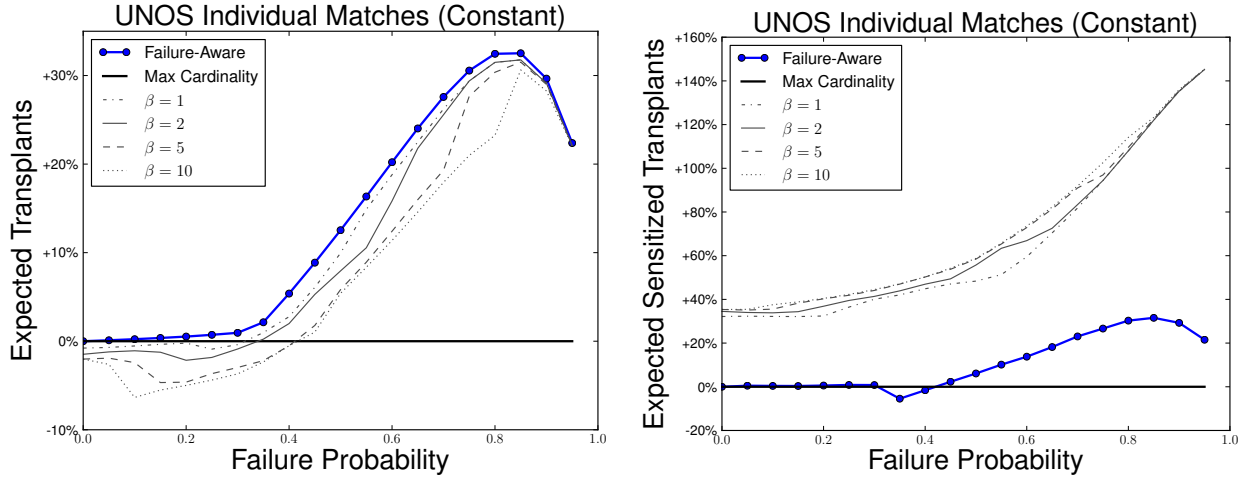 UNOS Individual Matches (Constant)
Expected Transplants
+30%
+20%
+10%
0%
-10%
Failure-Aware
Max Cardinality
β = 1
β = 2
β = 5
β = 10
0.0
0.2
0.4
0.6
0.8
1.0
Failure Probability
UNOS Individual Matches (Constant)
Expected Sensitized Transplants
+160%
+140%
+120%
+100%
+80%
+60%
+40%
+20%
0%
-20%
Failure-Aware
Max Cardinality
β = 1
β = 2
β = 5
β = 10
0.0
0.2
0.4
0.6
0.8
1.0
Failure Probability